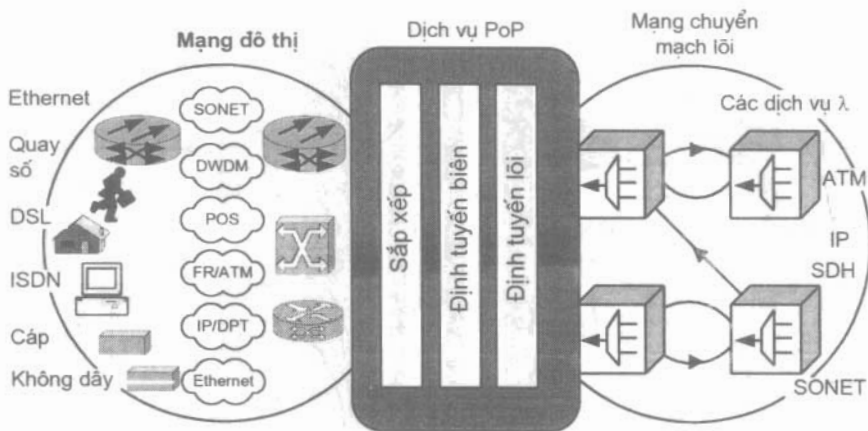 Mạng đô thị
Dịch vụ PoP
Mạng chuyển
mạch lõi
Ethernet
Quay
số
DSL
ISDN
Cáp
Không dây
SONET
DWDM
POS
FR/ATM
IP/DPT
Ethernet
Sắp xếp
Định tuyến biên
Định tuyến lõi
Các dịch vụ λ
ATM
IP
SDH
SONET